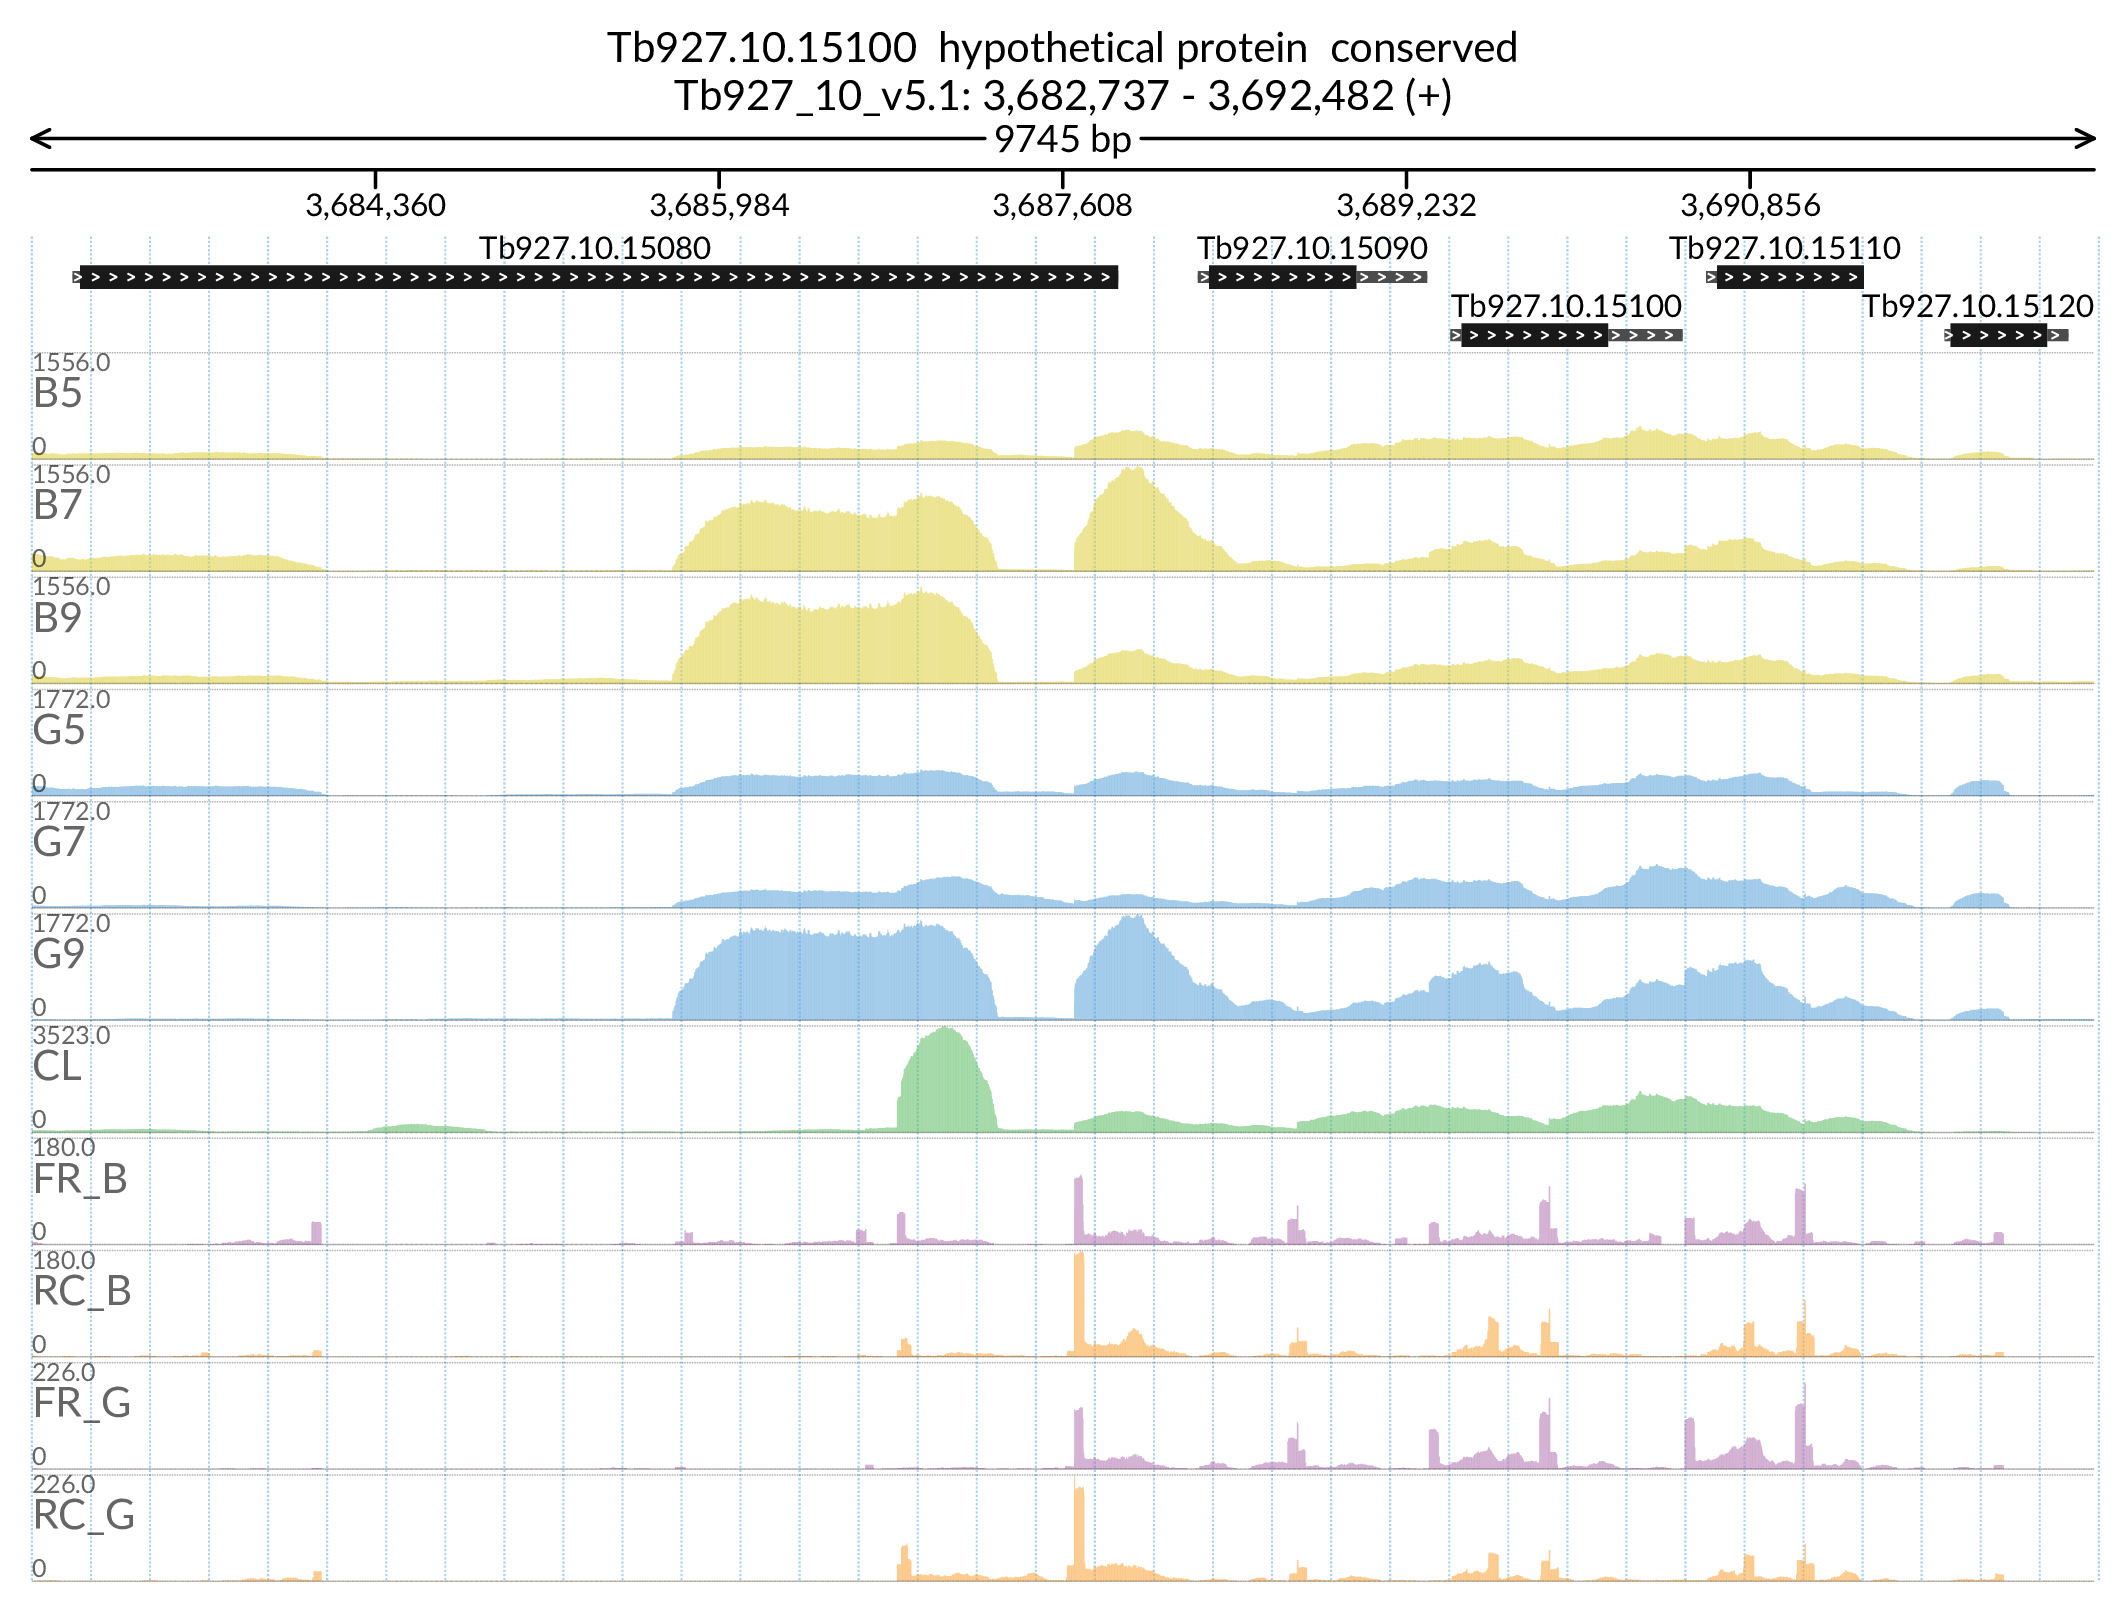 Tb927.10.15100  hypothetical protein  conserved
Tb927_10_v5.1: 3,682,737 - 3,692,482 (+)
9745 bp
3,684,360 3,685,984 3,687,608 3,689,232 3,690,856
Tb927.10.15080 Tb927.10.15090 Tb927.10.15110
Tb927.10.15100 Tb927.10.15120
1556.0
B5
0
1556.0
B7
0
1556.0
B9
0
1772.0
G5
0
1772.0
G7
0
1772.0
G9
0
3523.0
CL
0
180.0
FR_B
0
180.0
RC_B
0
226.0
FR_G
0
226.0
RC_G
0